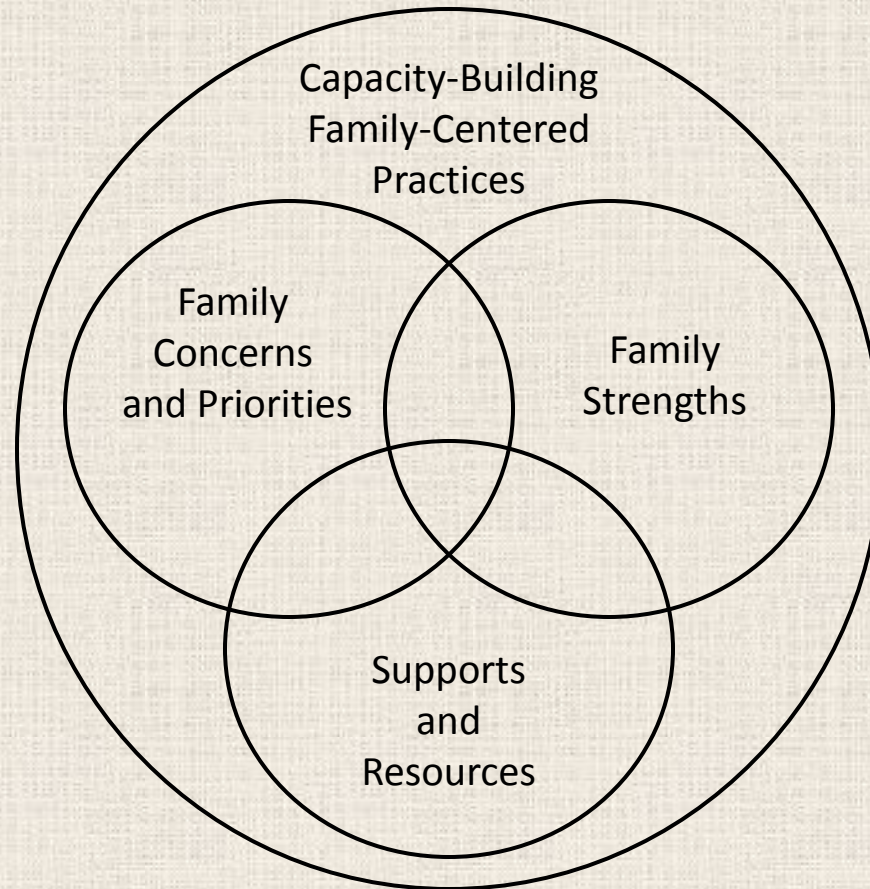 Capacity-Building
Family-Centered
Practices
Family
Concerns
and Priorities
Family
Strengths
Supports
and
Resources